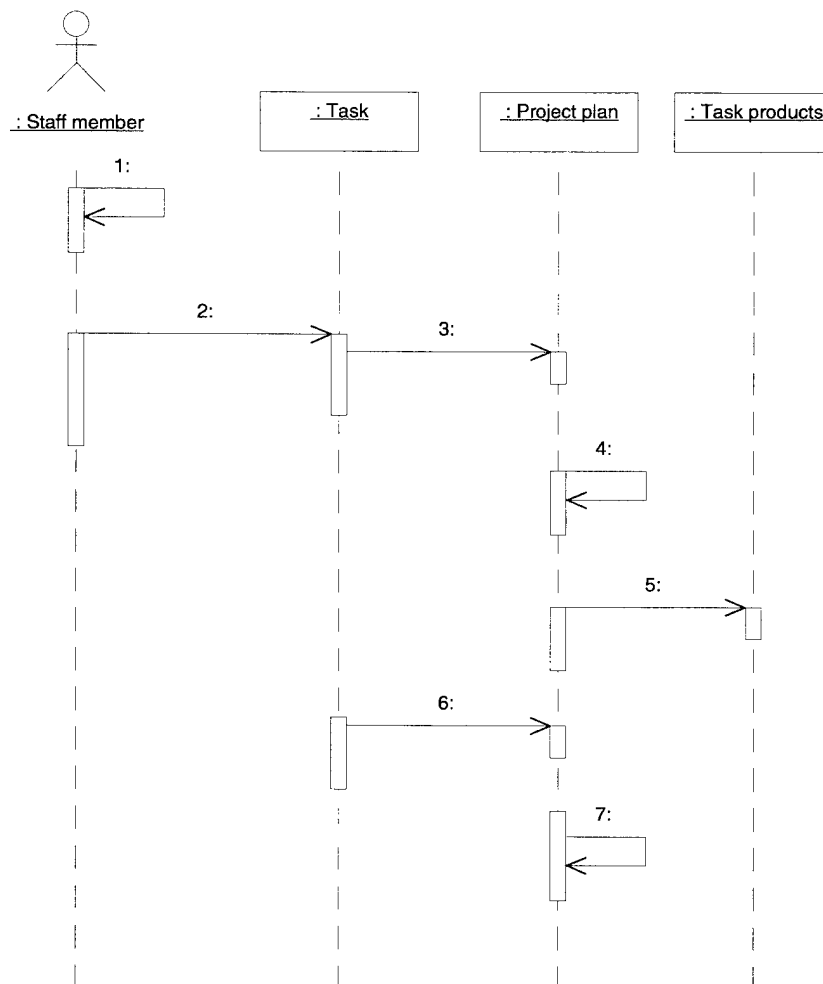 : Staff member
: Task
: Project plan
: Task products
1:
2:
3:
4:
5:
6:
7: